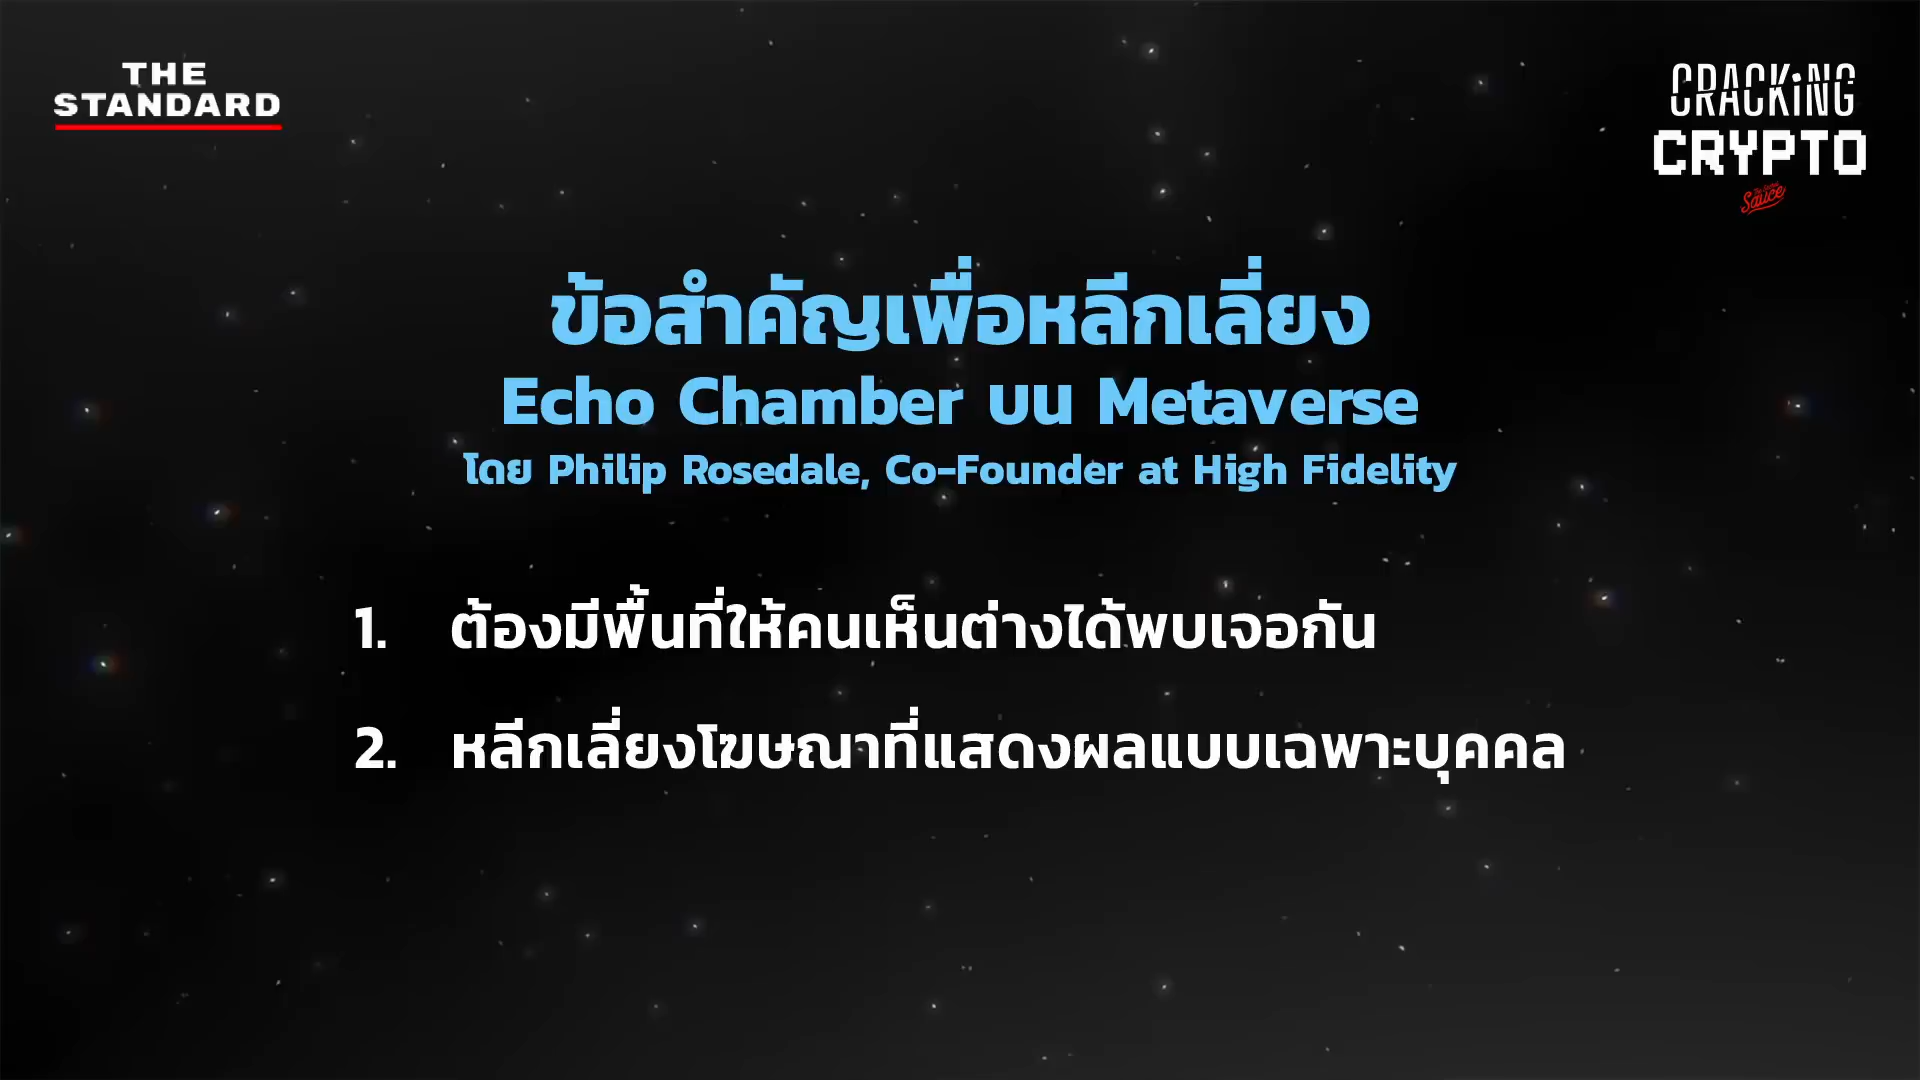 THE
STANDARD
CRACKiNG
CRYPTO
The Secret
Sauce
ข้อสำคัญเพื่อหลีกเลี่ยง
Echo Chamber บน Metaverse
โดย Philip Rosedale, Co-Founder at High Fidelity
1. ต้องมีพื้นที่ให้คนเห็นต่างได้พบเจอกัน
2. หลีกเลี่ยงโฆษณาที่แสดงผลแบบเฉพาะบุคคล